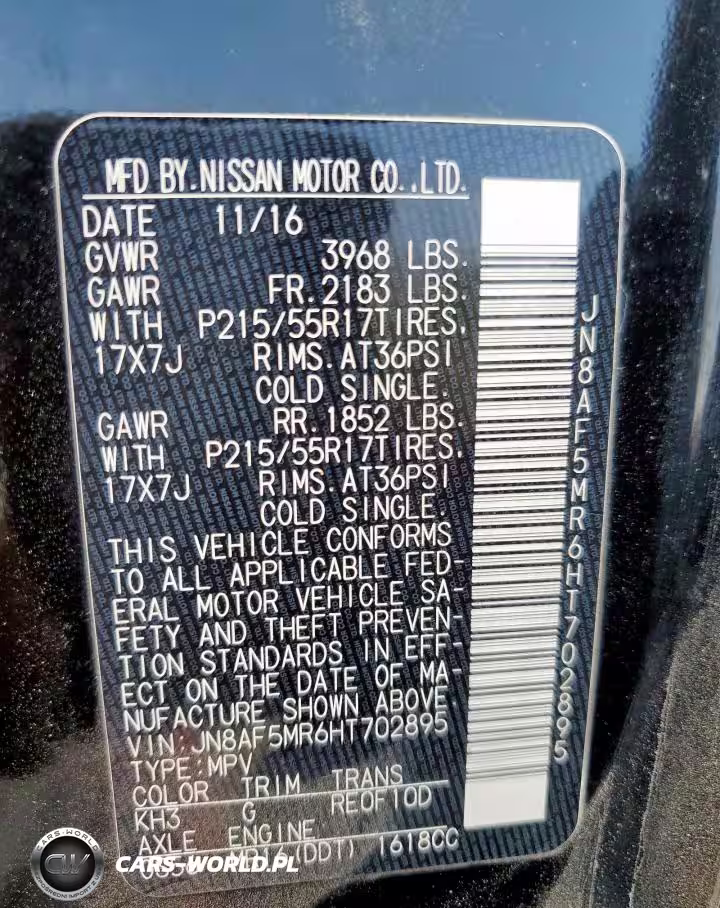 MFD BY.NISSAN MOTOR CO.,LTD.
DATE 11/16
GVWR 3968 LBS.
GAWR FR.2183 LBS.
WITH P215/55R17TIRES.
17X7J RIMS.AT36PSI
COLD SINGLE.
GAWR RR.1852 LBS.
WITH P215/55R17TIRES.
17X7J RIMS.AT36PSI
COLD SINGLE.
THIS VEHICLE CONFORMS
TO ALL APPLICABLE FED-
ERAL MOTOR VEHICLE SA-
FETY AND THEFT PREVEN-
TION STANDARDS IN EFF-
ECT ON THE DATE OF MA-
NUFACTURE SHOWN ABOVE.
VIN:JN8AF5MR6HT702895
TYPE:MPV
COLOR TRIM TRANS
KH3 G RE0F10D
AXLE ENGINE
MR16(DDT) 1618CC
JN8AF5MR6HT702895
CARS-WORLD
CARS-WORLD.PL